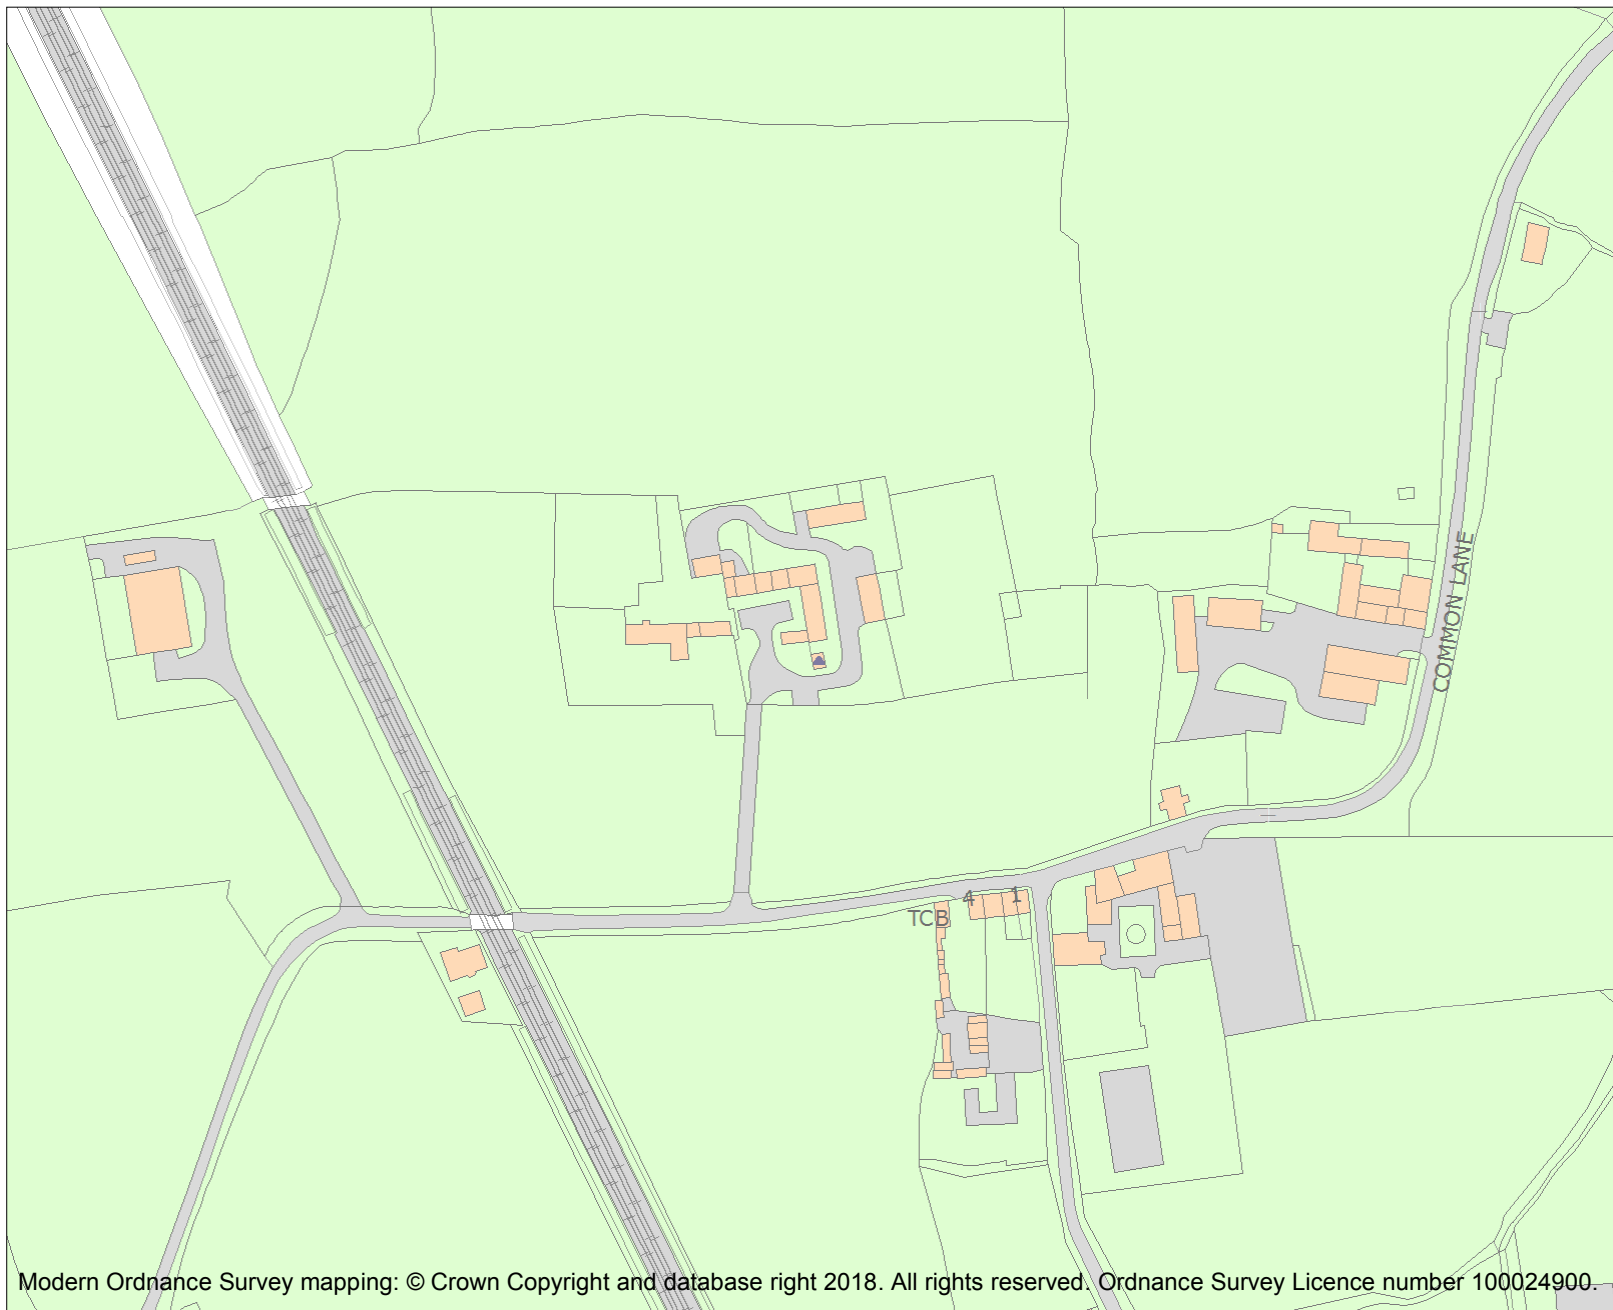 COMMON LANE
4
1
TCB
Modern Ordnance Survey mapping: © Crown Copyright and database right 2018. All rights reserved. Ordnance Survey Licence number 100024900.